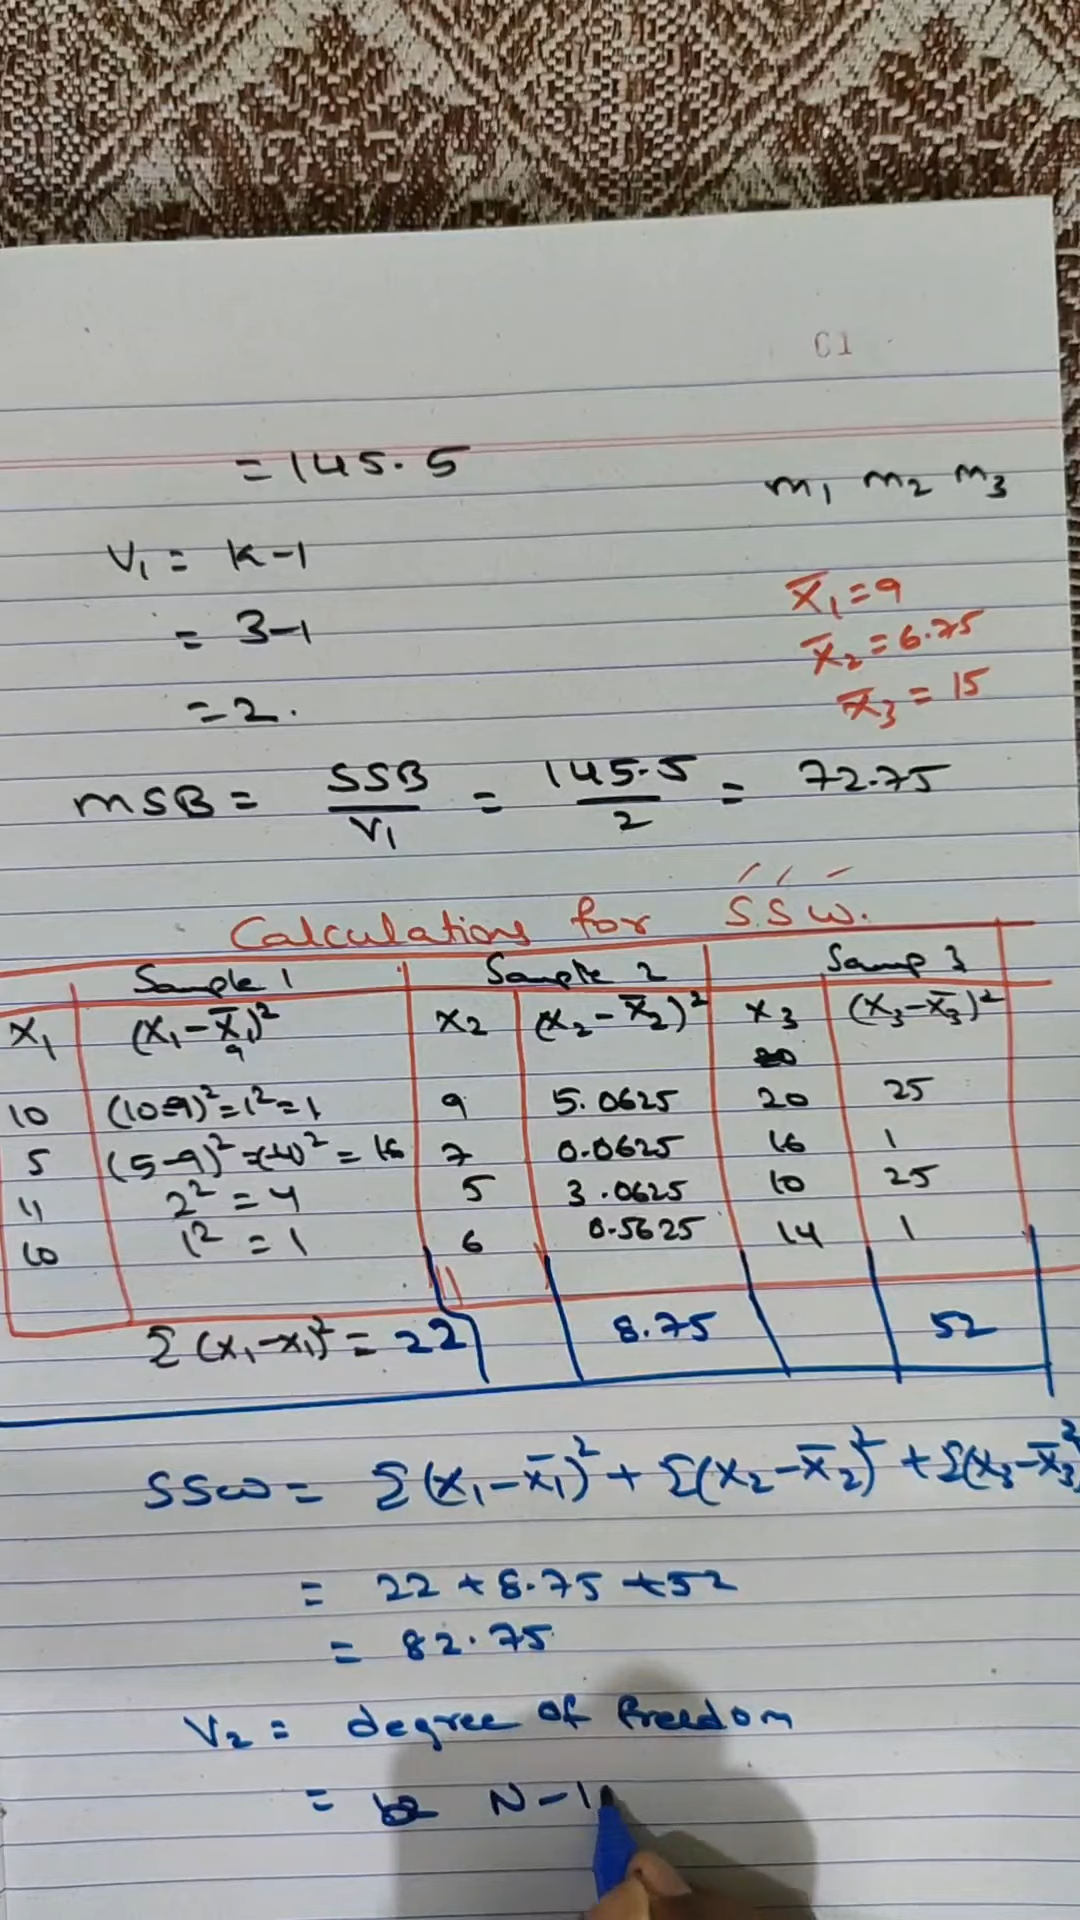 C1
= 145.5
m1 m2 m3
V1 = K-1
x̄1 = 9
= 3-1
x̄2 = 6.75
= 2.
x̄3 = 15
mSB = SSB/V1 = 145.5/2 = 72.75
Calculations for S.S.W.
Sample 1 Sample 2 Samp 3
x1 (x1-x̄1)² x2 (x2-x̄2)² x3 (x3-x̄3)²
9
10 (10-9)²=1²=1 9 5.0625 20 25
5 (5-9)²=(-4)²=16 7 0.0625 16 1
11 2²=4 5 3.0625 10 25
10 1²=1 6 0.5625 14 1
Σ(x1-x1)² = 22 8.75 52
SSW = Σ(x1-x̄1)² + Σ(x2-x̄2)² + Σ(x3-x̄3²
= 22 + 8.75 + 52
= 82.75
V2 = degree of freedom
= N-1